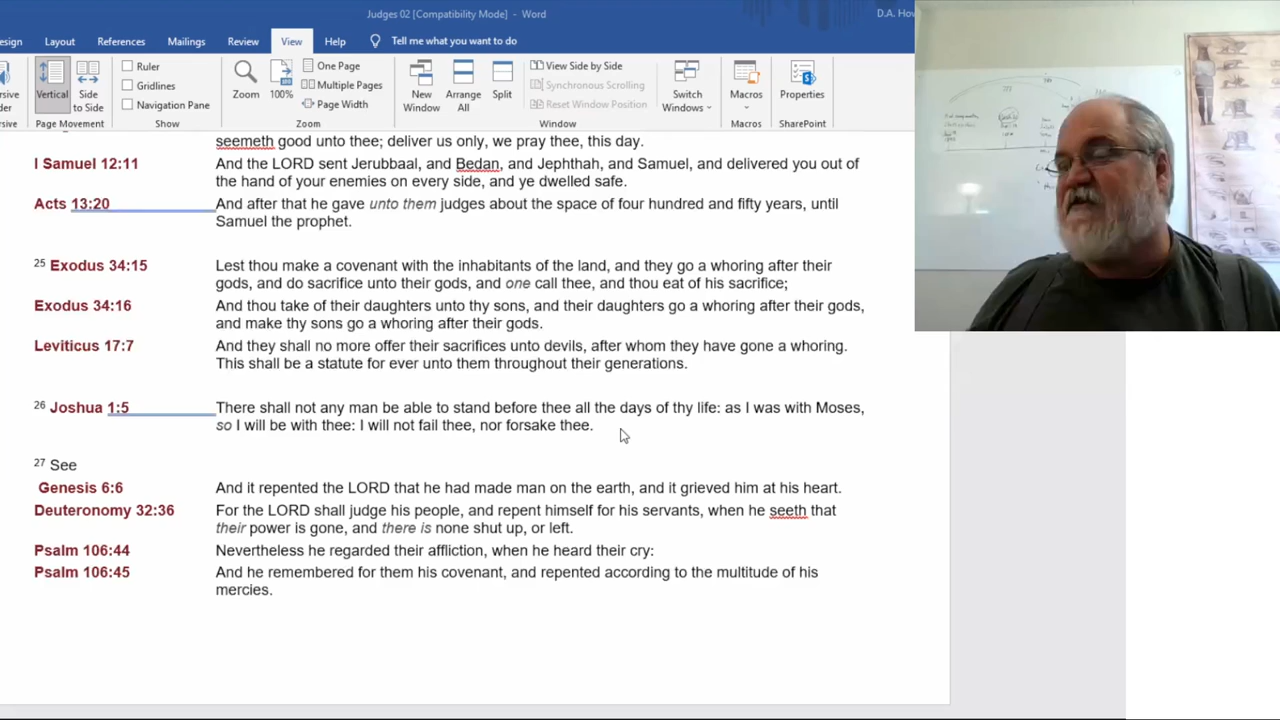 Judges 02 [Compatibility Mode] - Word
D.A. How
esign Layout References Mailings Review View Help Tell me what you want to do
Vertical
Side to Side
Page Movement
Ruler
Gridlines
Navigation Pane
Show
Zoom
100%
One Page
Multiple Pages
Page Width
Zoom
New Window
Arrange All
Split
View Side by Side
Synchronous Scrolling
Reset Window Position
Window
Switch Windows
Macros
Macros
Properties
SharePoint
seemeth good unto thee; deliver us only, we pray thee, this day.
I Samuel 12:11 And the LORD sent Jerubbaal, and Bedan, and Jephthah, and Samuel, and delivered you out of
the hand of your enemies on every side, and ye dwelled safe.
Acts 13:20 And after that he gave unto them judges about the space of four hundred and fifty years, until
Samuel the prophet.
25 Exodus 34:15 Lest thou make a covenant with the inhabitants of the land, and they go a whoring after their
gods, and do sacrifice unto their gods, and one call thee, and thou eat of his sacrifice;
Exodus 34:16 And thou take of their daughters unto thy sons, and their daughters go a whoring after their gods,
and make thy sons go a whoring after their gods.
Leviticus 17:7 And they shall no more offer their sacrifices unto devils, after whom they have gone a whoring.
This shall be a statute for ever unto them throughout their generations.
26 Joshua 1:5 There shall not any man be able to stand before thee all the days of thy life: as I was with Moses,
so I will be with thee: I will not fail thee, nor forsake thee.
27 See
Genesis 6:6 And it repented the LORD that he had made man on the earth, and it grieved him at his heart.
Deuteronomy 32:36 For the LORD shall judge his people, and repent himself for his servants, when he seeth that
their power is gone, and there is none shut up, or left.
Psalm 106:44 Nevertheless he regarded their affliction, when he heard their cry:
Psalm 106:45 And he remembered for them his covenant, and repented according to the multitude of his
mercies.